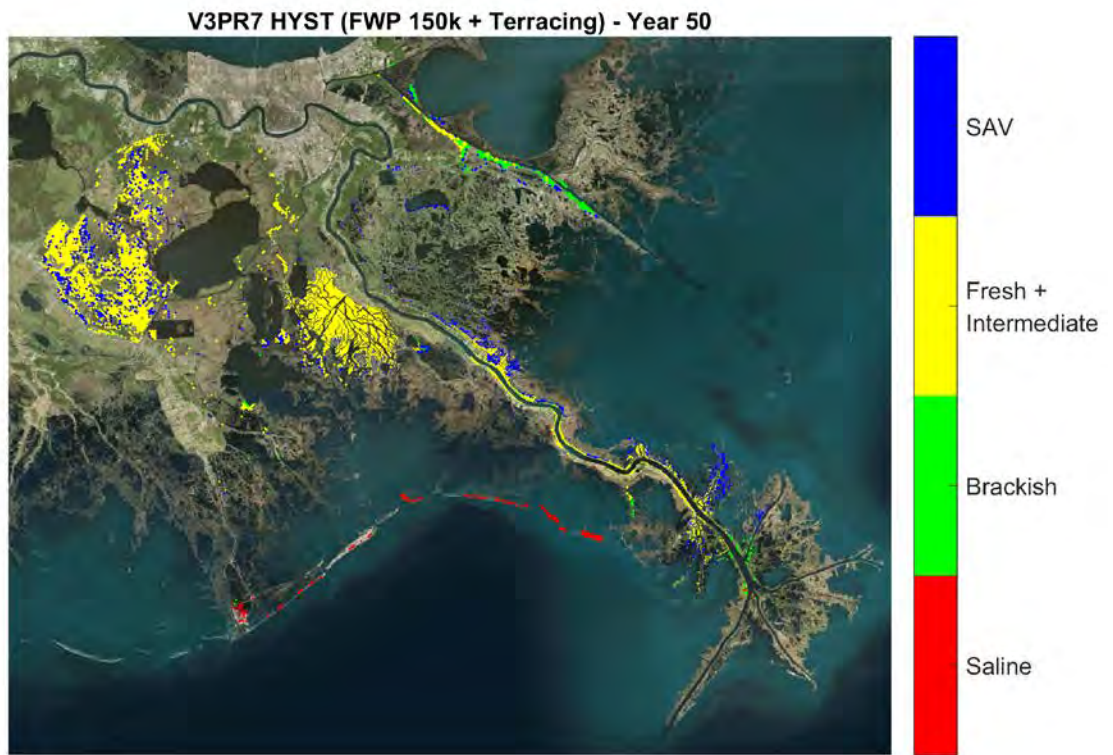 V3PR7 HYST (FWP 150k + Terracing) - Year 50
SAV
Fresh +
Intermediate
Brackish
Saline